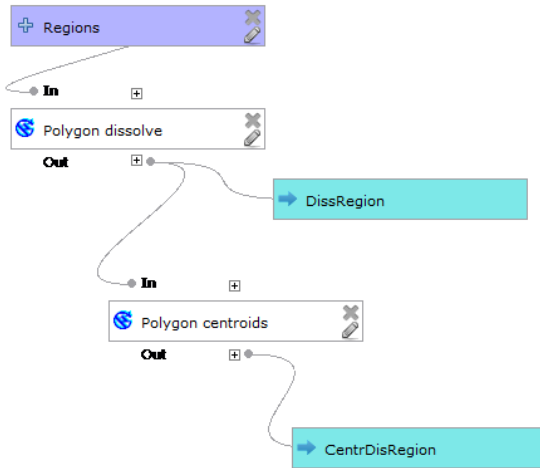 Regions
In
Polygon dissolve
Out
DissRegion
In
Polygon centroids
Out
CentrDisRegion